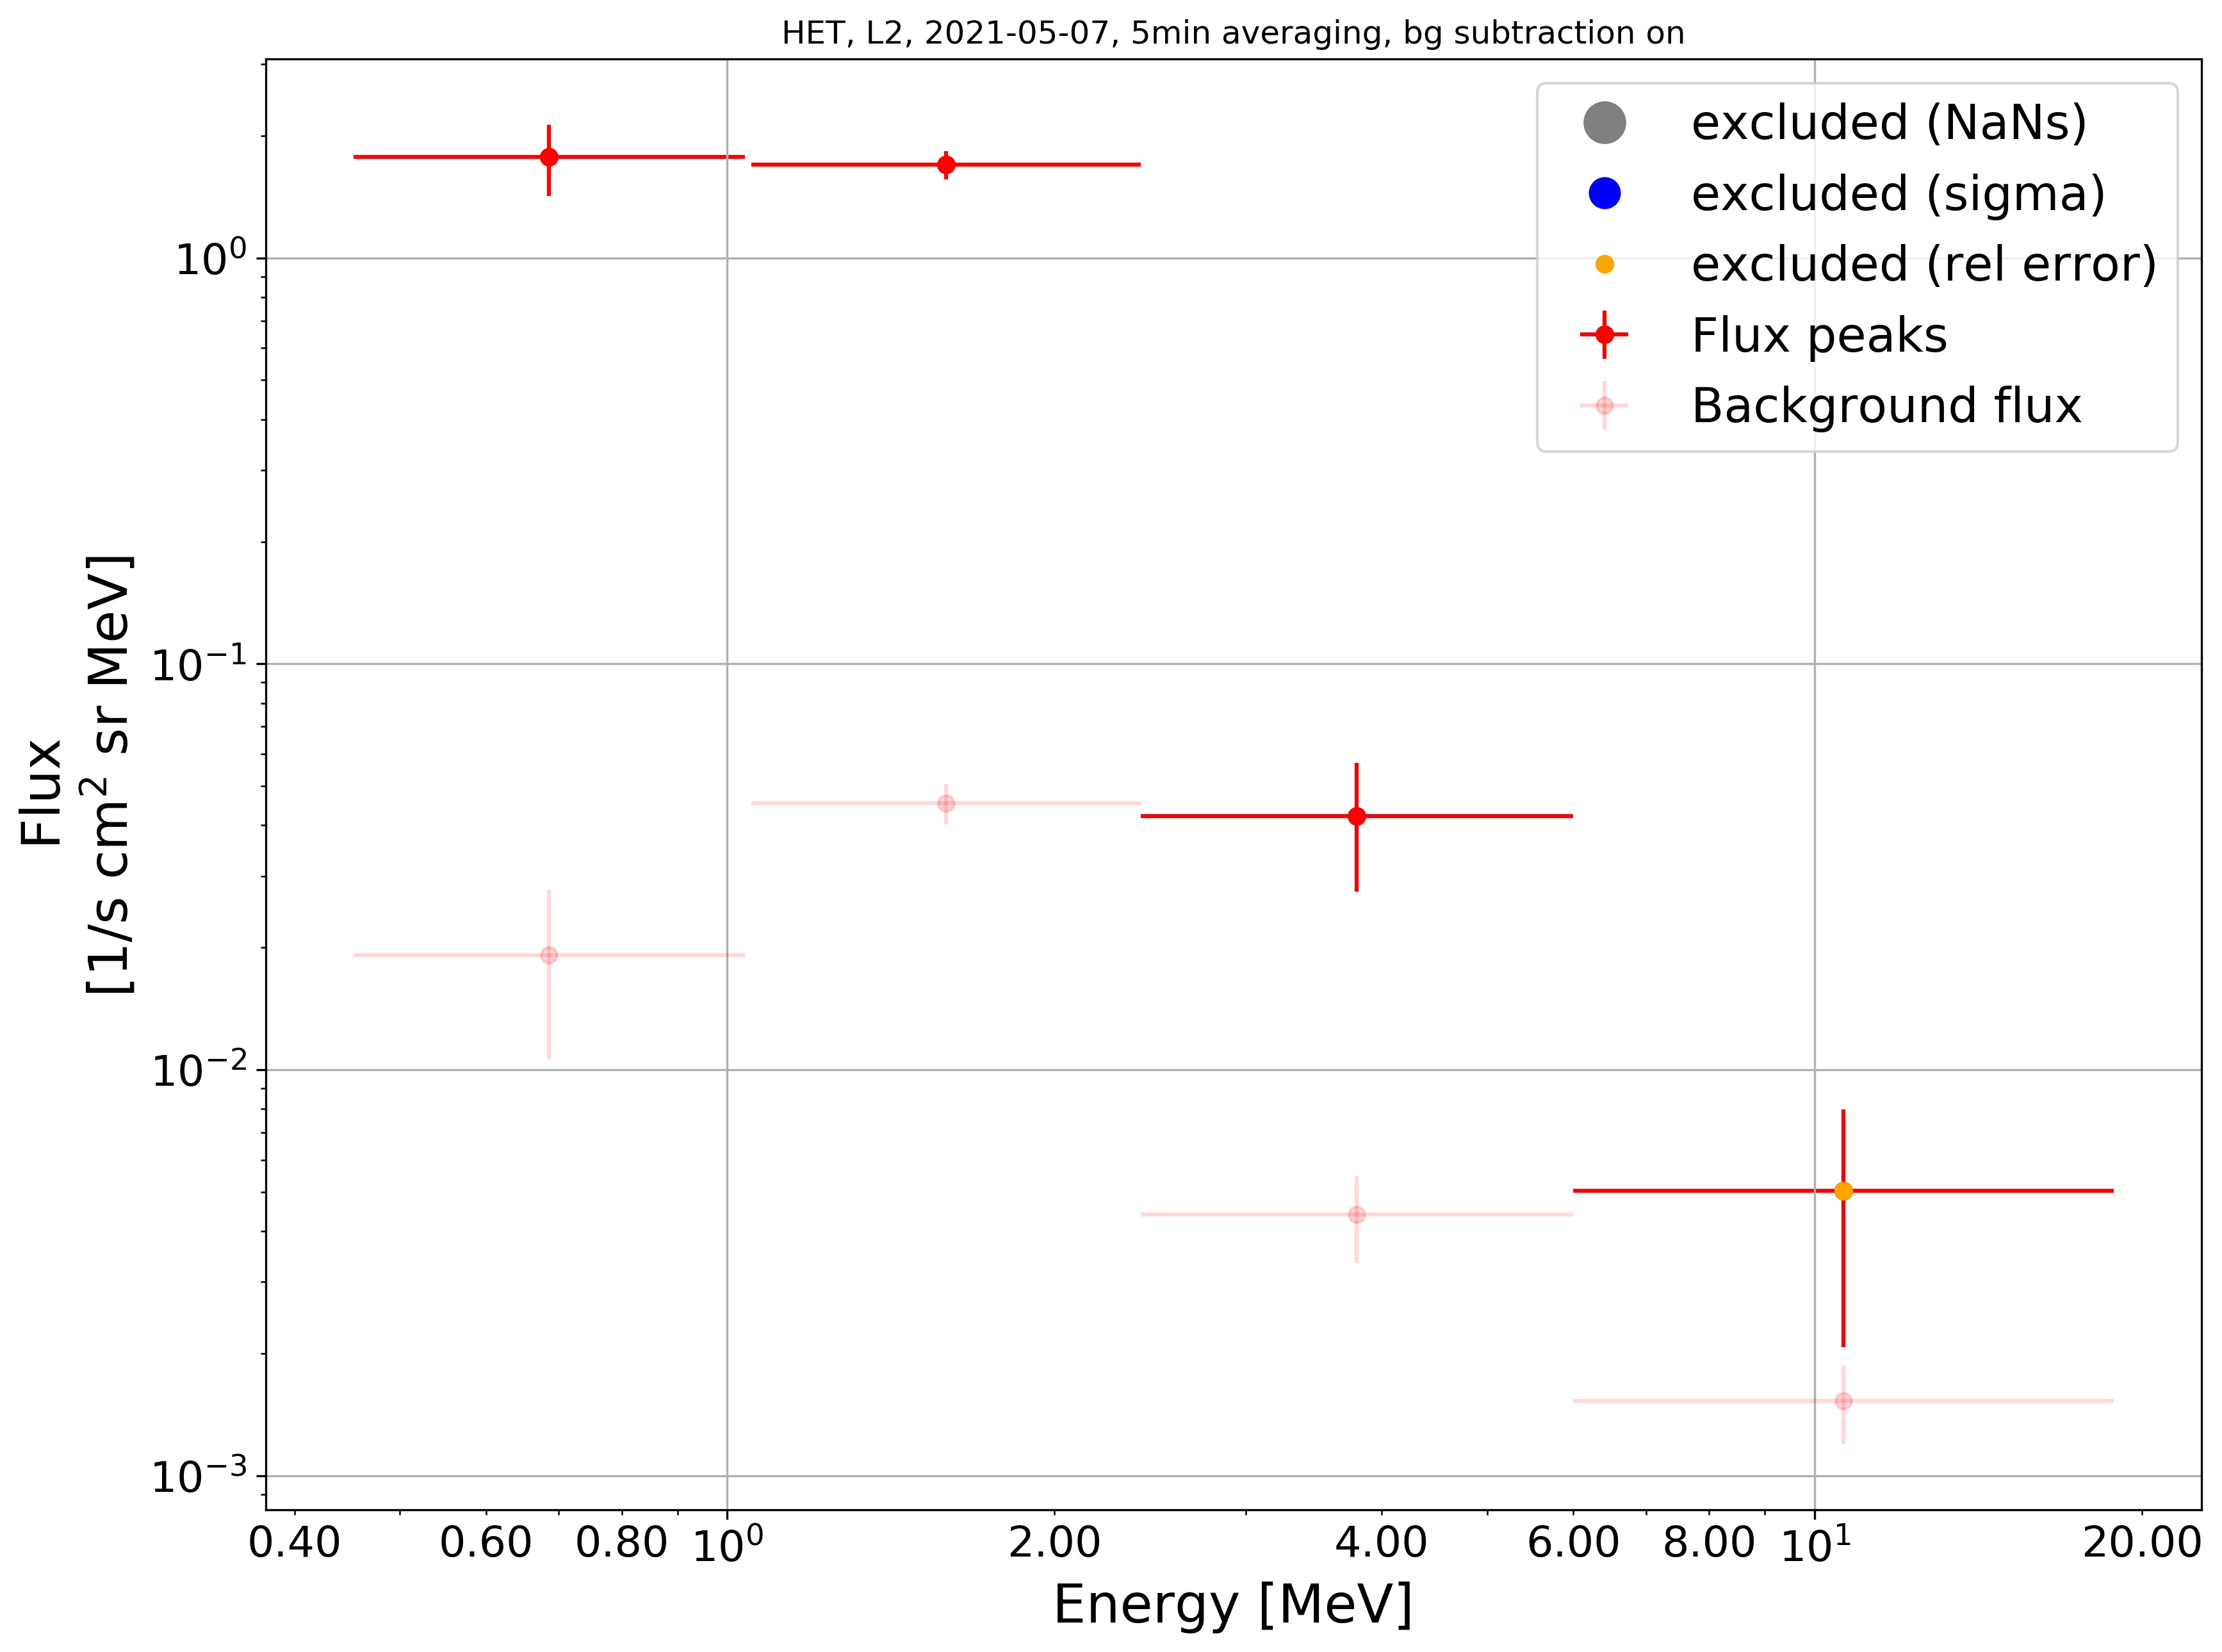 HET, L2, 2021-05-07, 5min averaging, bg subtraction on
excluded (NaNs)
excluded (sigma)
excluded (rel error)
Flux peaks
Background flux
10⁰
10⁻¹
10⁻²
10⁻³
Flux
[1/s cm² sr MeV]
0.40 0.60 0.80 10⁰ 2.00 4.00 6.00 8.00 10¹ 20.00
Energy [MeV]